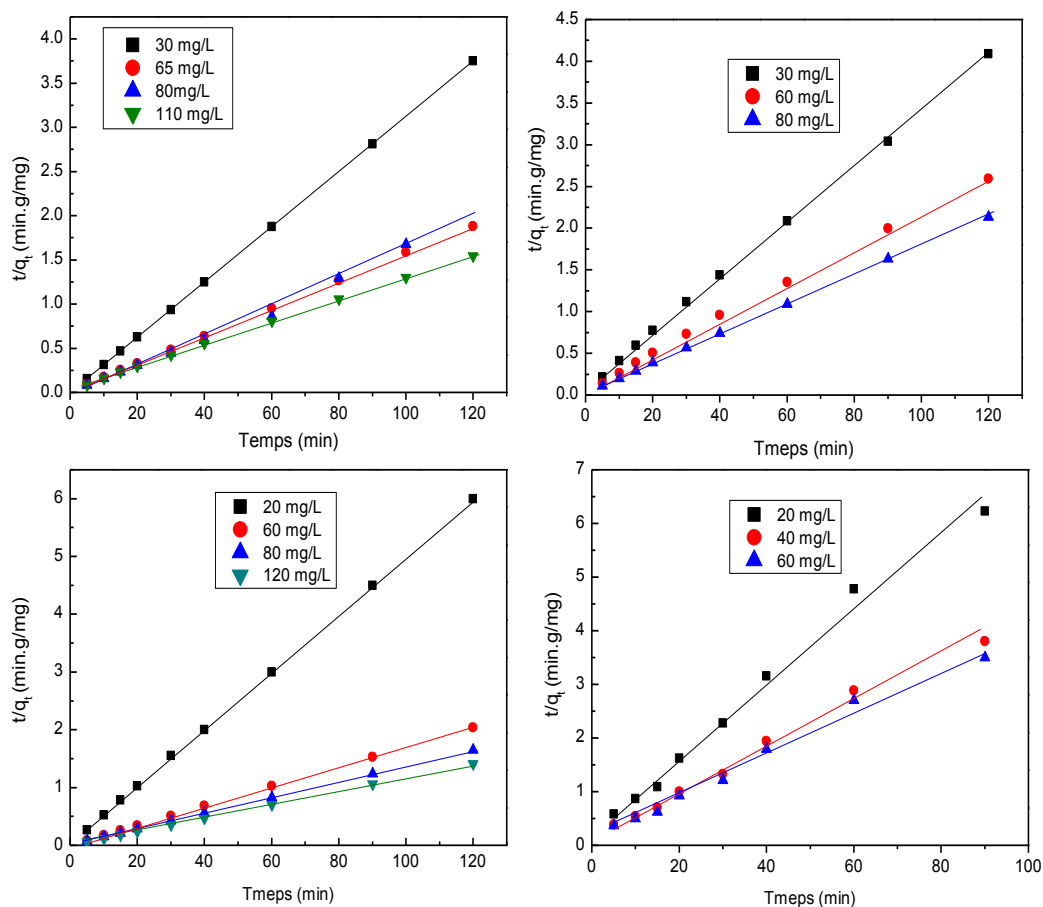 4.0
3.5
3.0
2.5
2.0
1.5
1.0
0.5
0.0
t/qt (min.g/mg)
30 mg/L
65 mg/L
80mg/L
110 mg/L
0 20 40 60 80 100 120
Temps (min)
4.5
4.0
3.5
3.0
2.5
2.0
1.5
1.0
0.5
0.0
t/qt (min.g/mg)
30 mg/L
60 mg/L
80 mg/L
0 20 40 60 80 100 120
Tmeps (min)
6
5
4
3
2
1
0
t/qt (min.g/mg)
20 mg/L
60 mg/L
80 mg/L
120 mg/L
0 20 40 60 80 100 120
Tmeps (min)
7
6
5
4
3
2
1
0
t/qt (min.g/mg)
20 mg/L
40 mg/L
60 mg/L
0 20 40 60 80 100
Tmeps (min)